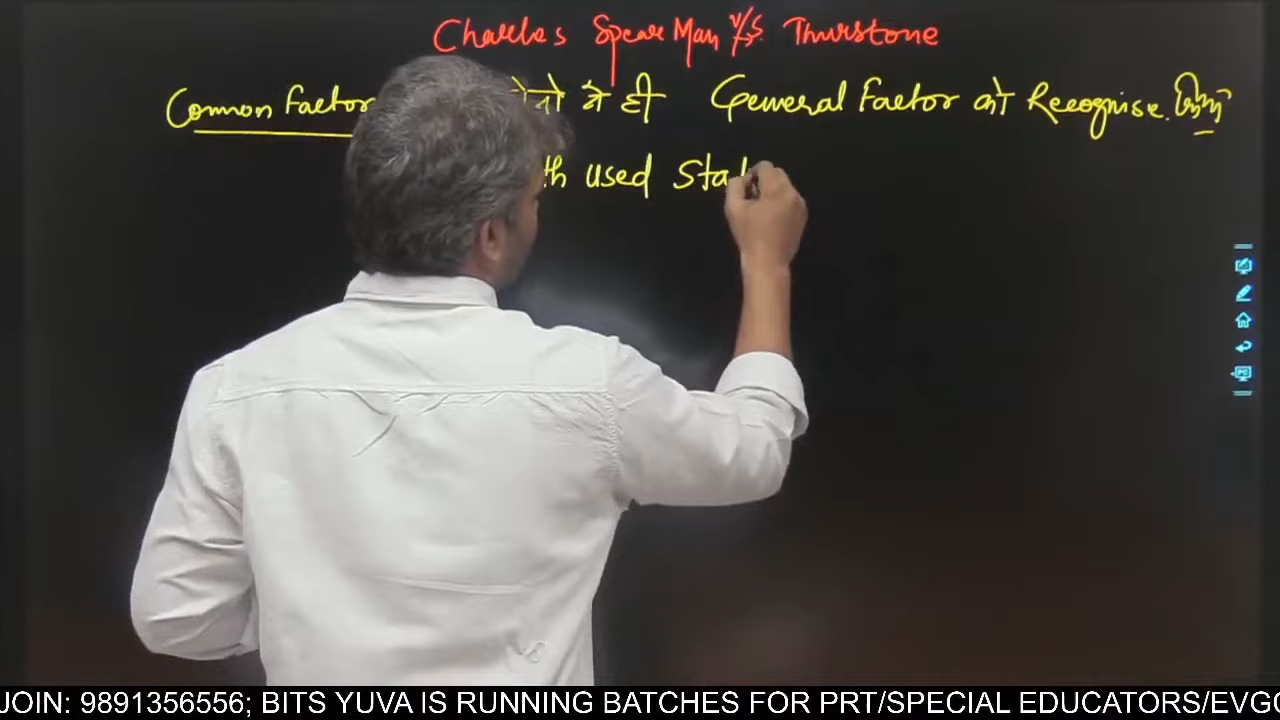 Charles Spearman v/s Thurstone
Common Factor ने ही General Factor को Recognise किया
used
JOIN: 9891356556; BITS YUVA IS RUNNING BATCHES FOR PRT/SPECIAL EDUCATORS/EVG